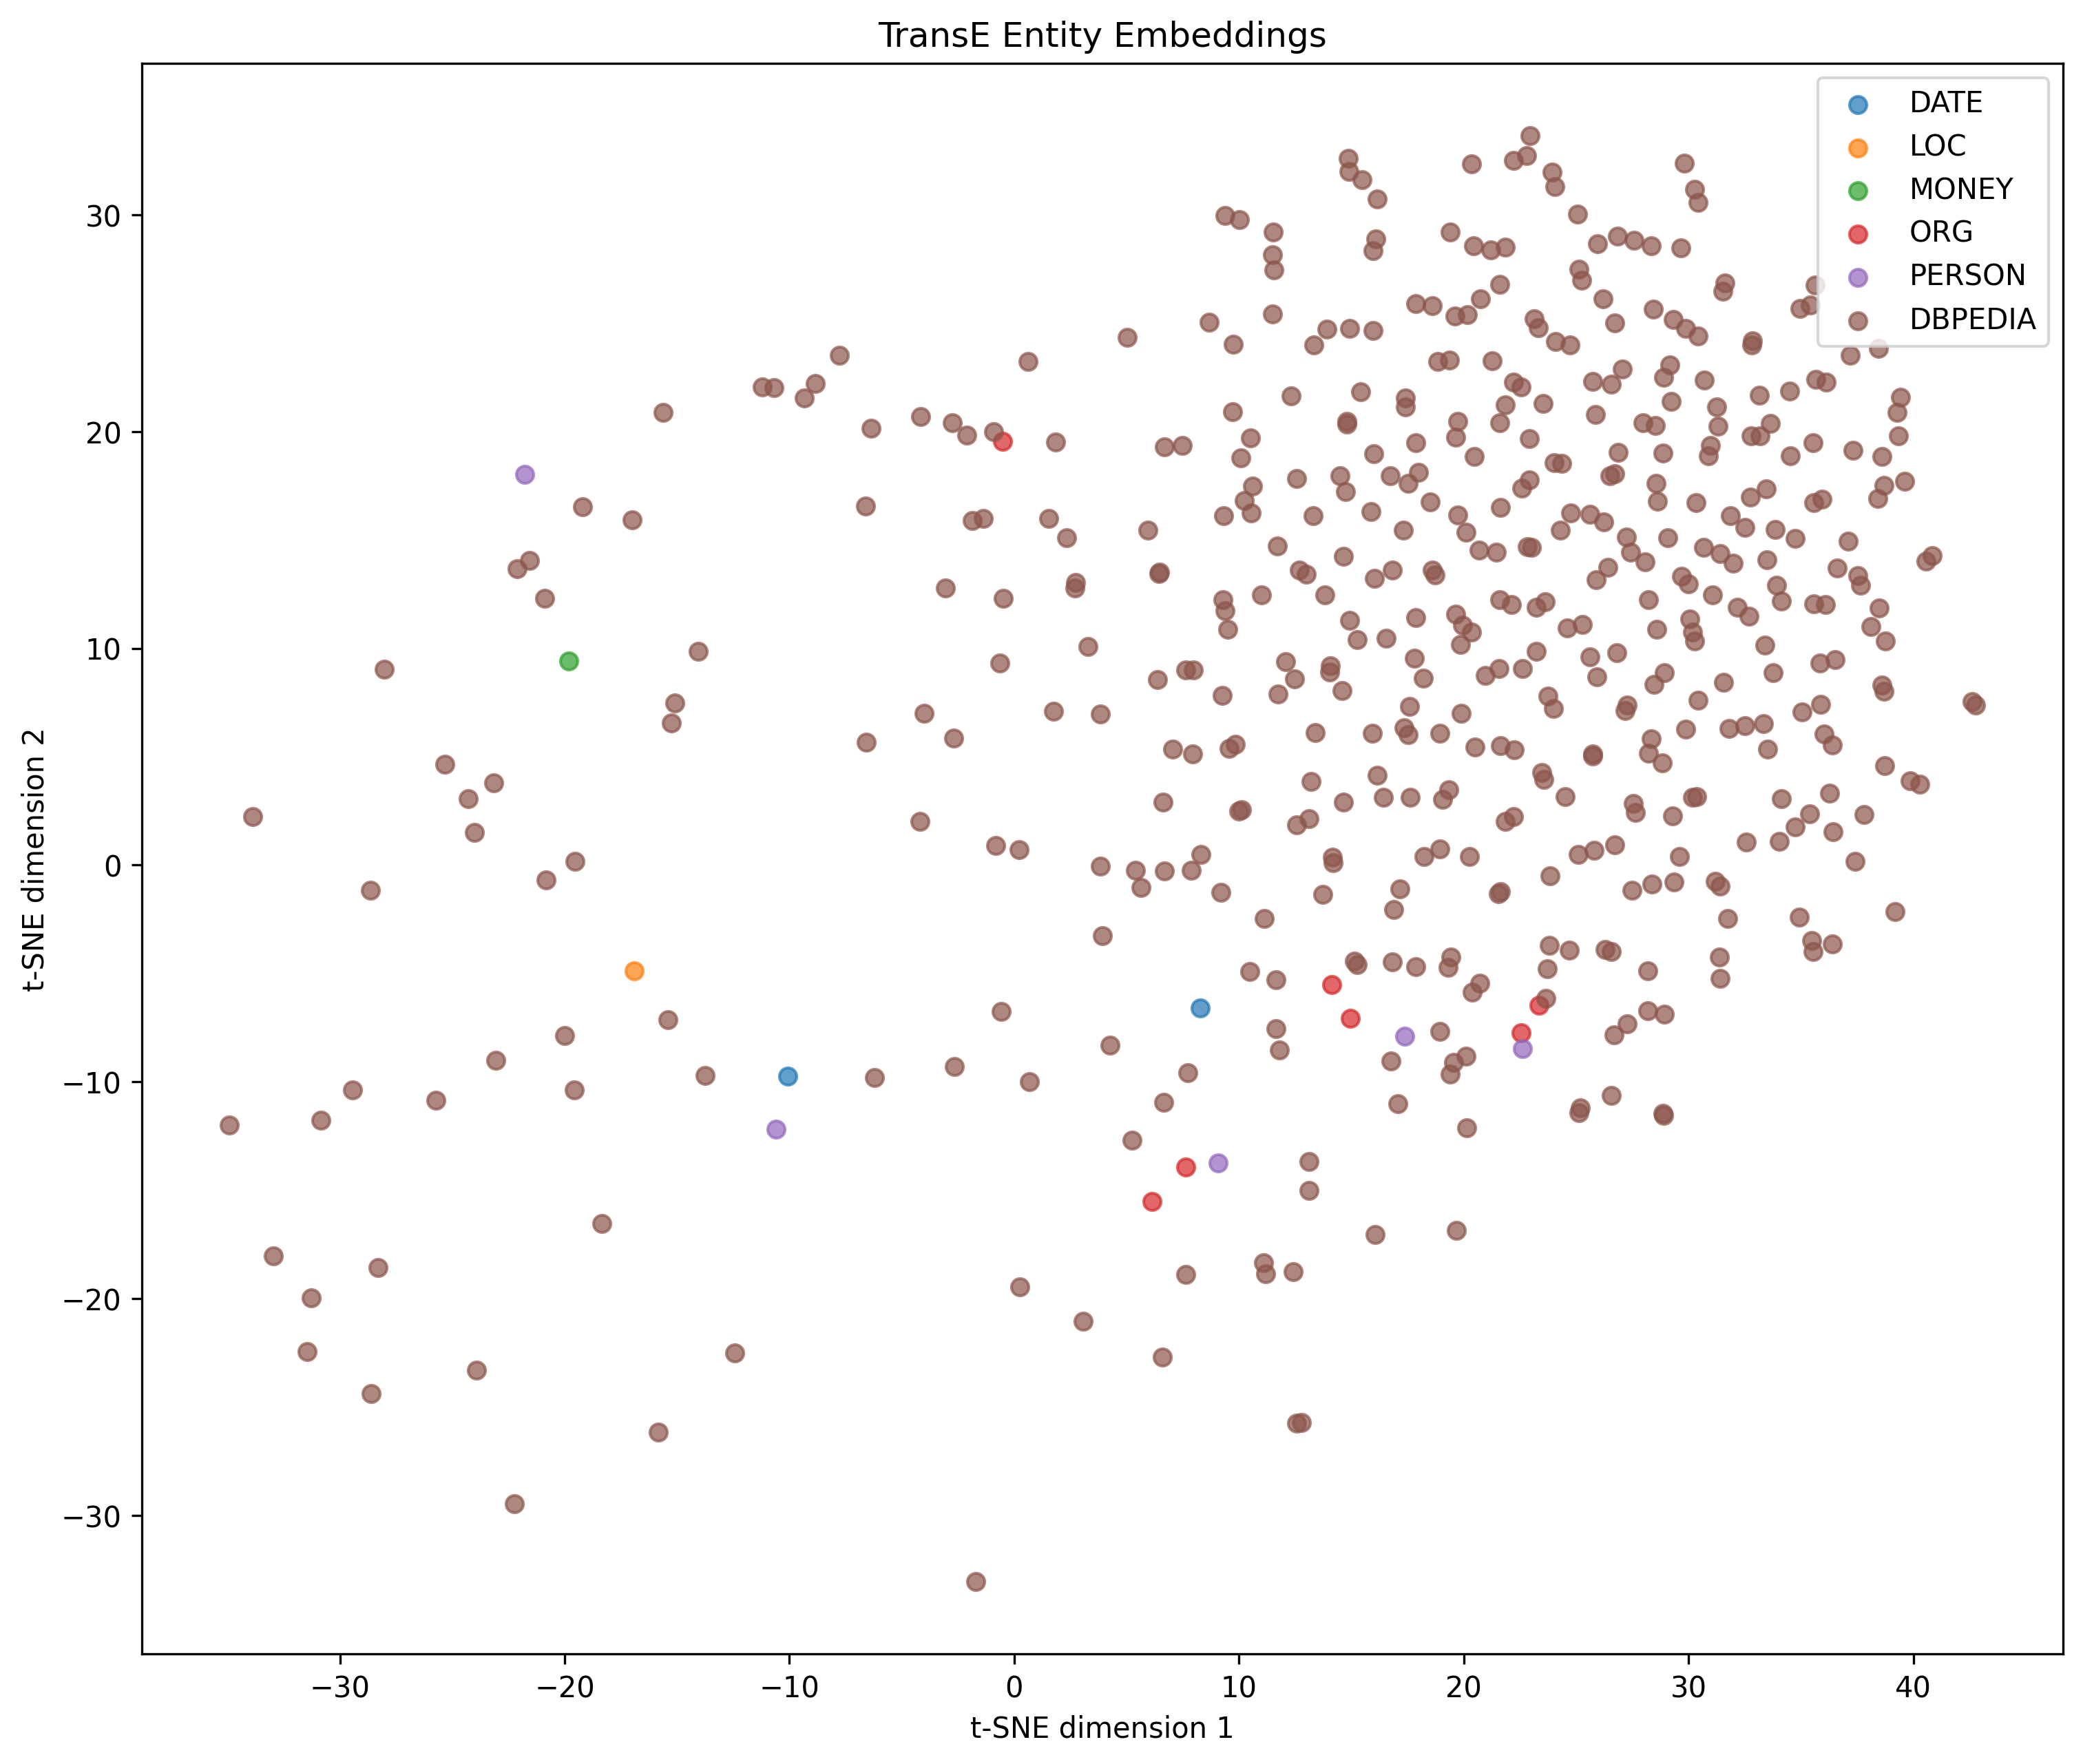 TransE Entity Embeddings
DATE
LOC
MONEY
ORG
PERSON
DBPEDIA
30
20
10
0
−10
−20
−30
t-SNE dimension 2
−30 −20 −10 0 10 20 30 40
t-SNE dimension 1